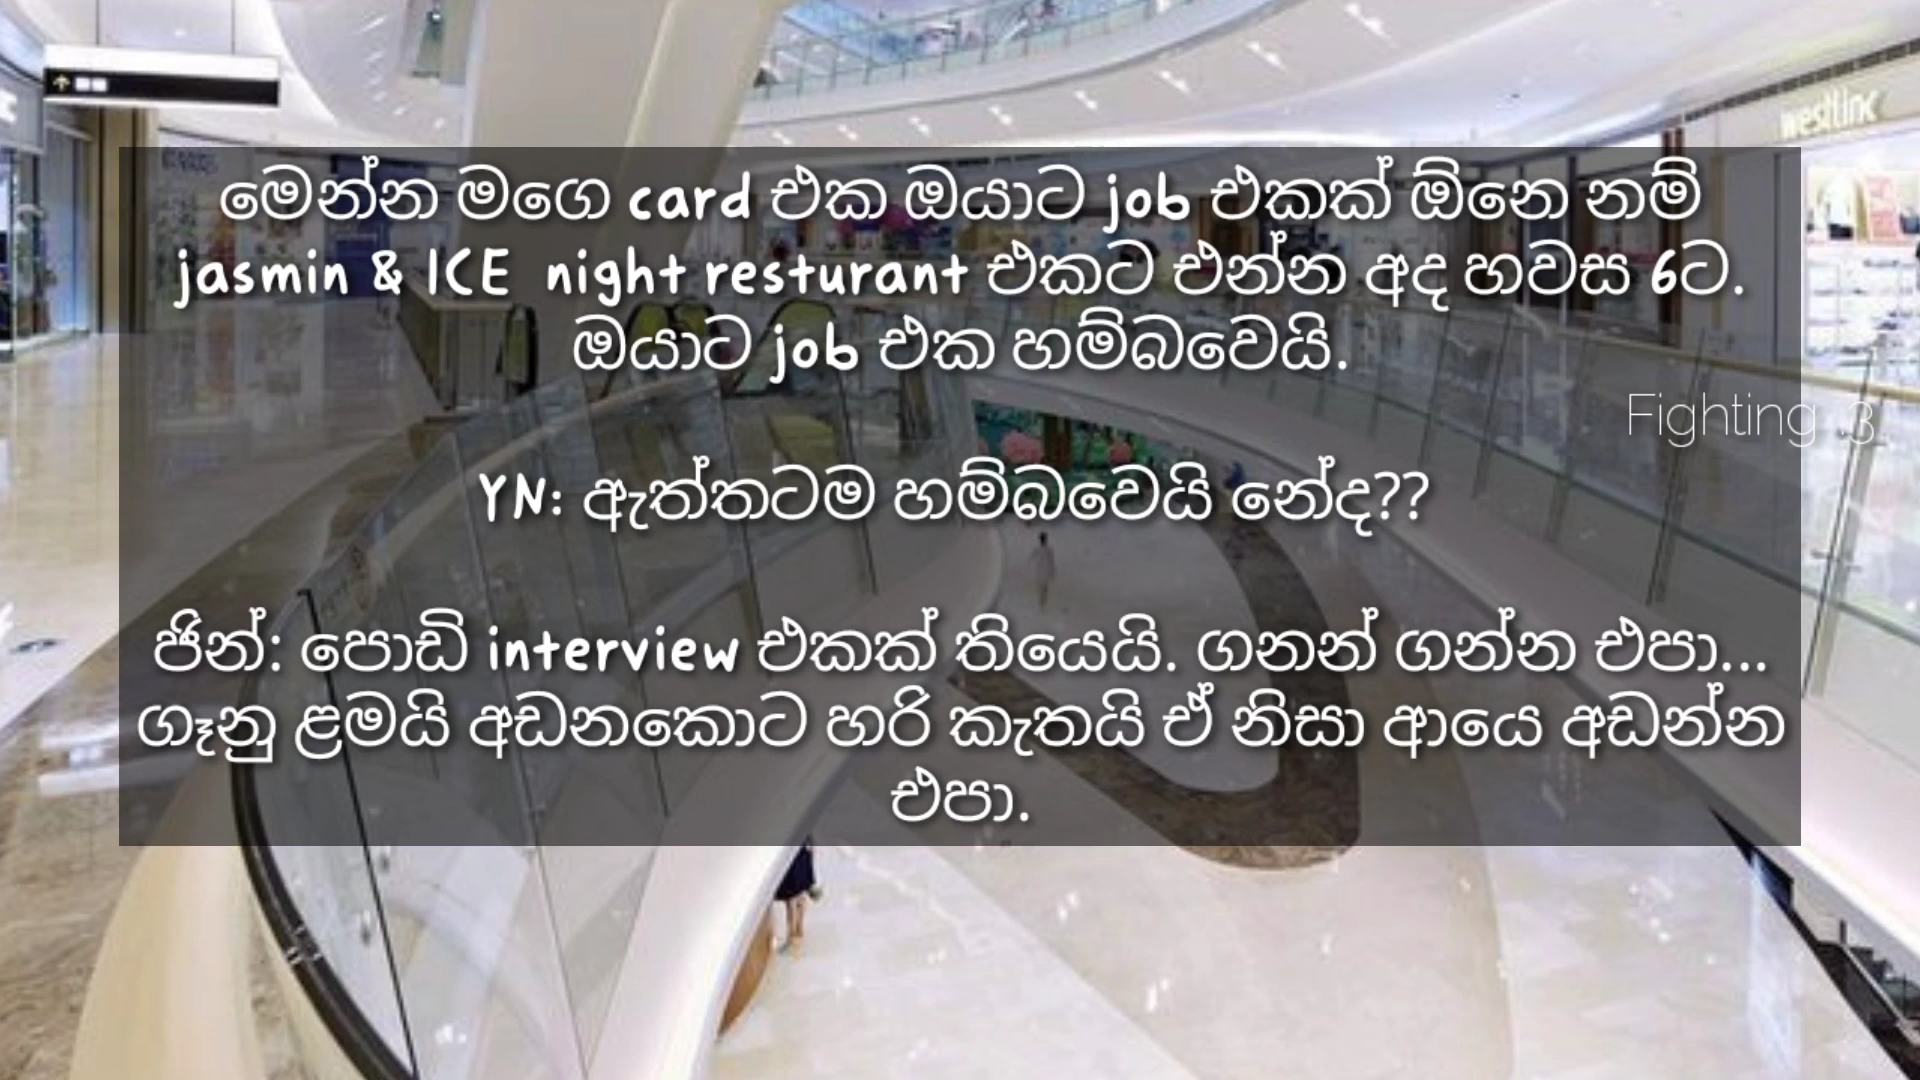 මෙන්න මගෙ card එක ඔයාට job එකක් ඕනෙ නම්
jasmin & ICE night resturant එකට එන්න අද හවස 6ට.
ඔයාට job එක හම්බවෙයි.
Fighting :3
YN: ඇත්තටම හම්බවෙයි නේද??
ජින්: පොඩි interview එකක් තියෙයි. ගනන් ගන්න එපා...
ගෑනු ළමයි අඩනකොට හරි කැතයි ඒ නිසා ආයෙ අඩන්න
එපා.